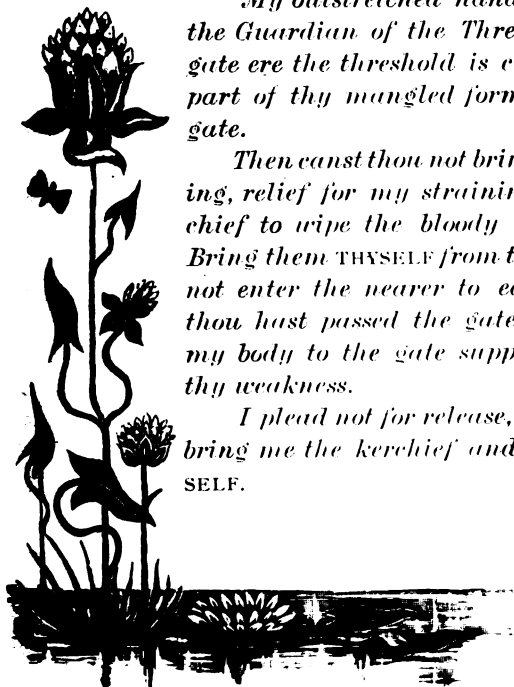 My outstretched hand
the Guardian of the Thre
gate ere the threshold is c
part of thy mangled form
gate.
Then canst thou not brin
ing, relief for my strainin
chief to wipe the bloody
Bring them THYSELF from t
not enter the nearer to ea
thou hast passed the gate
my body to the gate supp
thy weakness.
I plead not for release,
bring me the kerchief and
SELF.